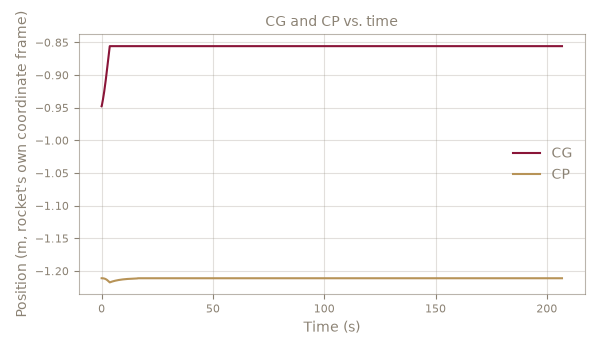 CG and CP vs. time
Position (m, rocket's own coordinate frame)
−0.85
−0.90
−0.95
−1.00
−1.05
−1.10
−1.15
−1.20
CG
CP
0
50
100
150
200
Time (s)